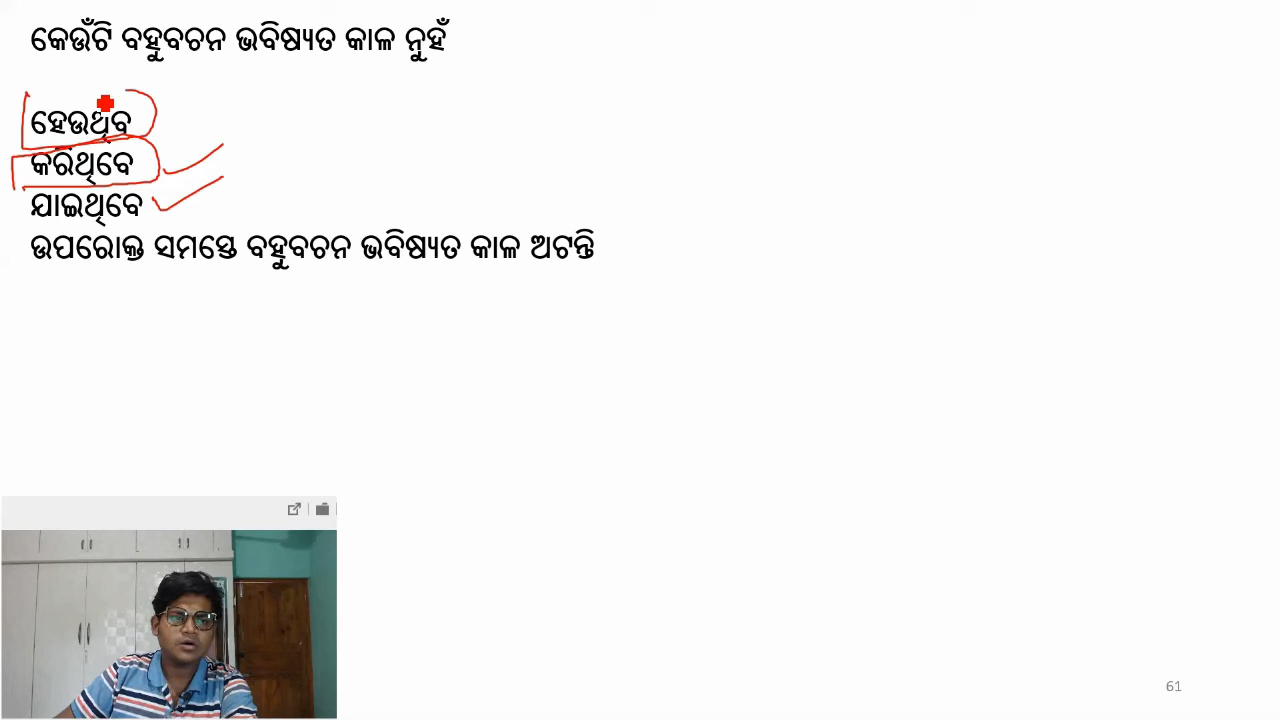 କେଉଁଟି ବହୁବଚନ ଭବିଷ୍ୟତ କାଳ ନୁହଁ
ହେଉଥିବ
କରିଥିବେ
ଯାଇଥିବେ
ଉପରୋକ୍ତ ସମସ୍ତେ ବହୁବଚନ ଭବିଷ୍ୟତ କାଳ ଅଟନ୍ତି
61